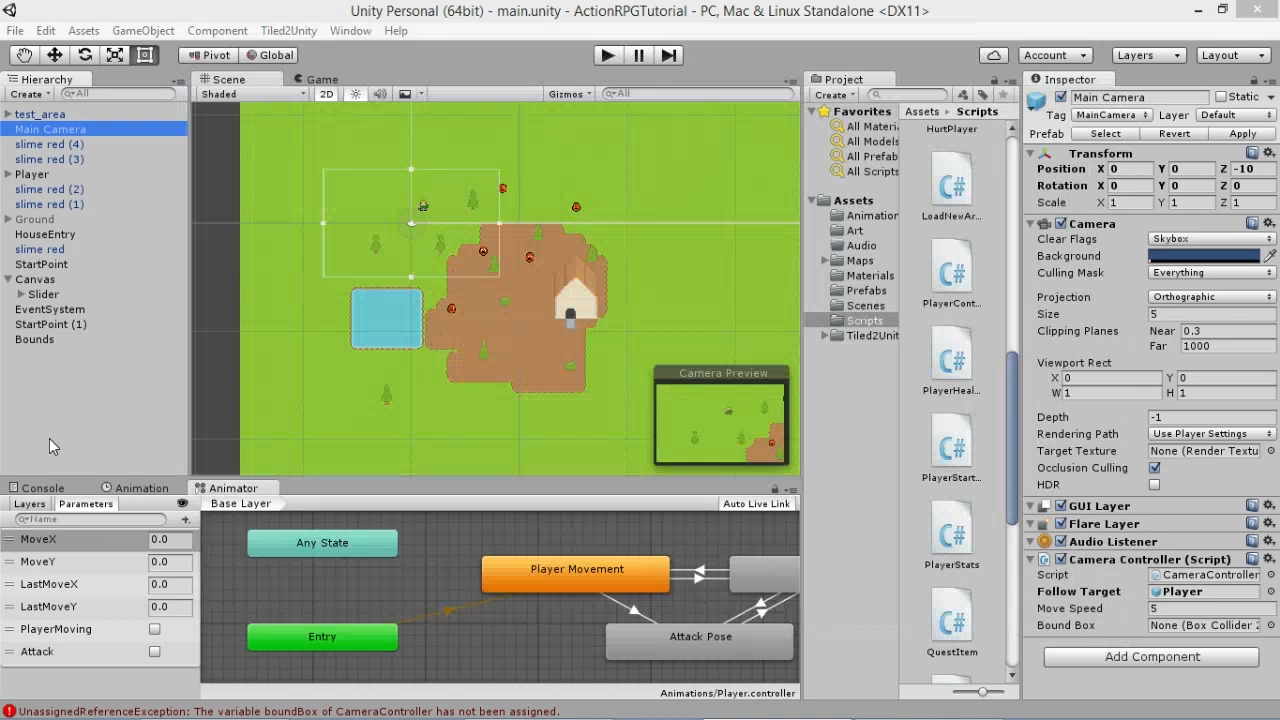 Unity Personal (64bit) - main.unity - ActionRPGTutorial - PC, Mac & Linux Standalone <DX11>
File Edit Assets GameObject Component Tiled2Unity Window Help
Pivot Global Account Layers Layout
Hierarchy
Create All
test_area
Main Camera
slime red (4)
slime red (3)
Player
slime red (2)
slime red (1)
Ground
HouseEntry
slime red
StartPoint
Canvas
Slider
EventSystem
StartPoint (1)
Bounds
Scene Game
Shaded 2D Gizmos All
Camera Preview
Project
Create
Favorites
All Materi
All Models
All Prefab
All Scripts
Assets
Animation
Art
Audio
Maps
Materials
Prefabs
Scenes
Scripts
Tiled2Unit
Assets Scripts
HurtPlayer
C#
LoadNewAr...
C#
PlayerCont...
C#
PlayerHeal...
C#
PlayerStart...
C#
PlayerStats
C#
QuestItem
Inspector
Main Camera Static
Tag MainCamera Layer Default
Prefab Select Revert Apply
Transform
Position X 0 Y 0 Z -10
Rotation X 0 Y 0 Z 0
Scale X 1 Y 1 Z 1
Camera
Clear Flags Skybox
Background
Culling Mask Everything
Projection Orthographic
Size 5
Clipping Planes Near 0.3
Far 1000
Viewport Rect
X 0 Y 0
W 1 H 1
Depth -1
Rendering Path Use Player Settings
Target Texture None (Render Textu
Occlusion Culling
HDR
GUI Layer
Flare Layer
Audio Listener
Camera Controller (Script)
Script CameraController
Follow Target Player
Move Speed 5
Bound Box None (Box Collider 2
Add Component
Console Animation Animator
Layers Parameters
Name
MoveX 0.0
MoveY 0.0
LastMoveX 0.0
LastMoveY 0.0
PlayerMoving
Attack
Base Layer Auto Live Link
Any State
Player Movement
Entry
Attack Pose
Animations/Player.controller
UnassignedReferenceException: The variable boundBox of CameraController has not been assigned.